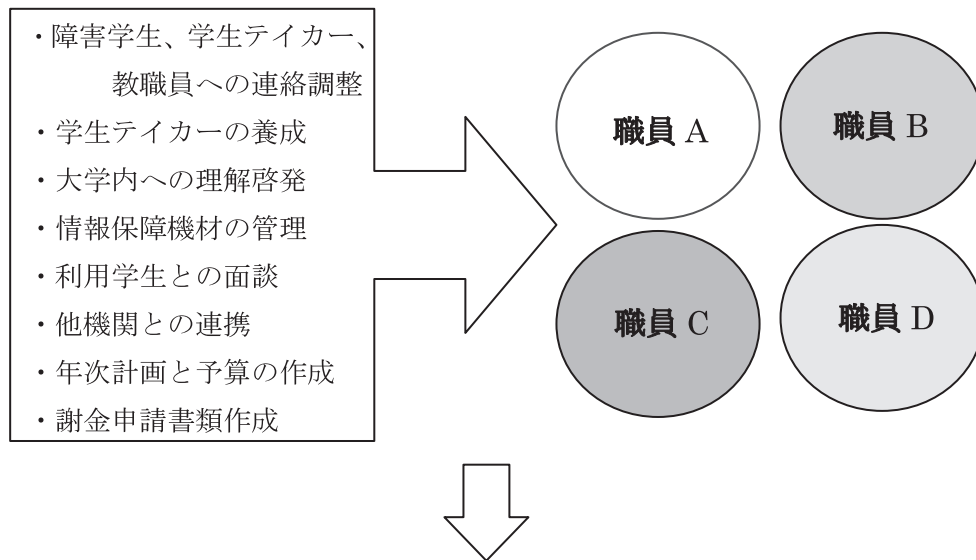 ・障害学生、学生テイカー、
教職員への連絡調整
・学生テイカーの養成
・大学内への理解啓発
・情報保障機材の管理
・利用学生との面談
・他機関との連携
・年次計画と予算の作成
・謝金申請書類作成
職員 A
職員 B
職員 C
職員 D